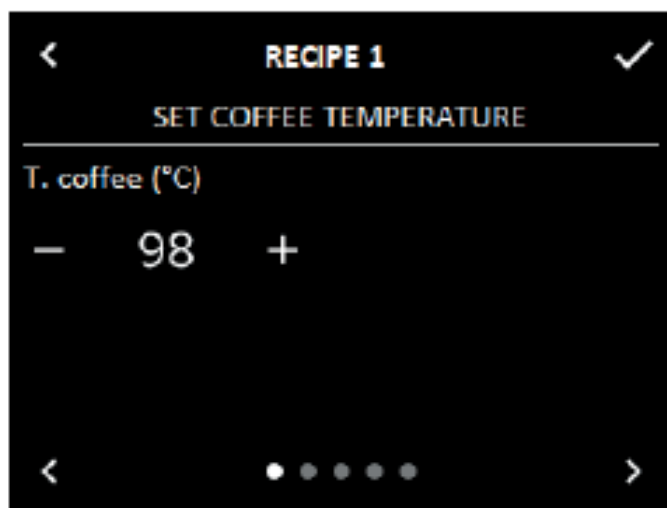 RECIPE 1
SET COFFEE TEMPERATURE
T. coffee (°C)
− 98 +